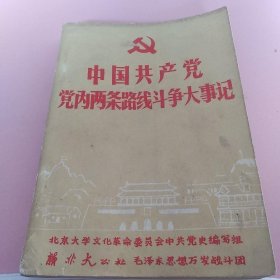 中国共产党
党内两条路线斗争大事记
北京大学文化革命委员会中共党史编写组
新北大公社 毛泽东思想万岁战斗团